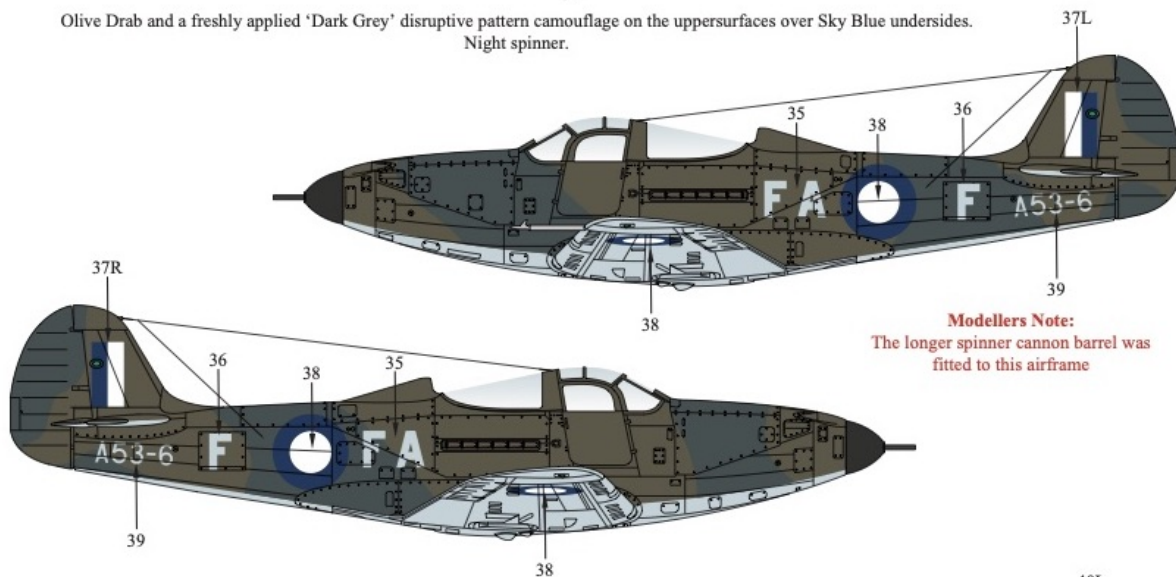 Olive Drab and a freshly applied ‘Dark Grey’ disruptive pattern camouflage on the uppersurfaces over Sky Blue undersides.
Night spinner.
37L
35
38
36
F A
F
A53-6
38
39
Modellers Note:
The longer spinner cannon barrel was
fitted to this airframe
37R
36
38
35
A53-6
F
F A
39
38